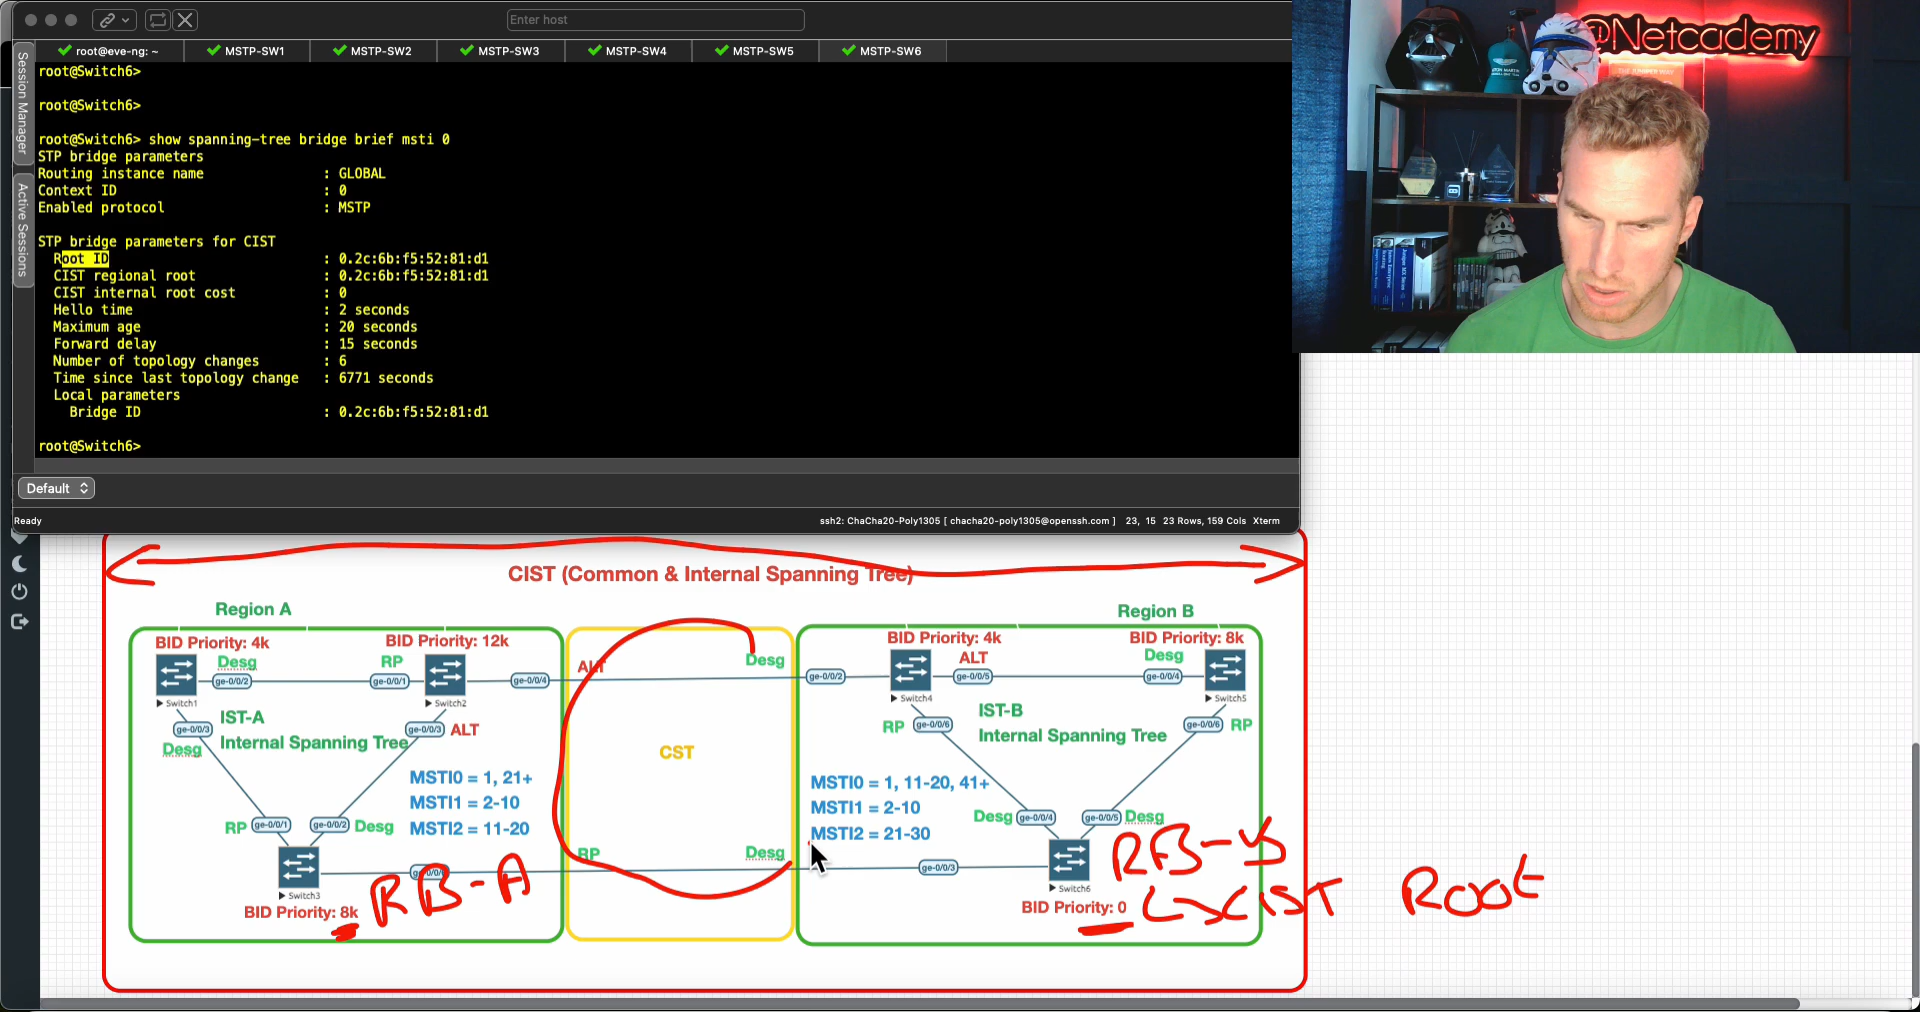 Enter host
root@eve-ng: ~
MSTP-SW1
MSTP-SW2
MSTP-SW3
MSTP-SW4
MSTP-SW5
MSTP-SW6
Session Manager
Active Sessions
root@Switch6>
root@Switch6>
root@Switch6> show spanning-tree bridge brief msti 0
STP bridge parameters
Routing instance name : GLOBAL
Context ID : 0
Enabled protocol : MSTP
STP bridge parameters for CIST
Root ID : 0.2c:6b:f5:52:81:d1
CIST regional root : 0.2c:6b:f5:52:81:d1
CIST internal root cost : 0
Hello time : 2 seconds
Maximum age : 20 seconds
Forward delay : 15 seconds
Number of topology changes : 6
Time since last topology change : 6771 seconds
Local parameters
Bridge ID : 0.2c:6b:f5:52:81:d1
root@Switch6>
Default
Ready
ssh2: ChaCha20-Poly1305 [ chacha20-poly1305@openssh.com ] 23, 15 23 Rows, 159 Cols Xterm
@Netcademy
CIST (Common & Internal Spanning Tree)
Region A
BID Priority: 4k
BID Priority: 12k
Desg
RP
ge-0/0/2
ge-0/0/1
ge-0/0/4
Switch1
Switch2
IST-A
Internal Spanning Tree
ge-0/0/3
Desg
ge-0/0/3
ALT
MSTI0 = 1, 21+
MSTI1 = 2-10
MSTI2 = 11-20
RP
ge-0/0/1
ge-0/0/2
Desg
Switch3
BID Priority: 8k
RB-A
ALT
Desg
CST
RP
Desg
Region B
BID Priority: 4k
BID Priority: 8k
ALT
Desg
ge-0/0/2
ge-0/0/5
ge-0/0/4
Switch4
Switch5
IST-B
Internal Spanning Tree
RP
ge-0/0/6
ge-0/0/6
RP
MSTI0 = 1, 11-20, 41+
MSTI1 = 2-10
MSTI2 = 21-30
Desg
ge-0/0/4
ge-0/0/5
Desg
ge-0/0/3
Switch6
BID Priority: 0
CIST Root